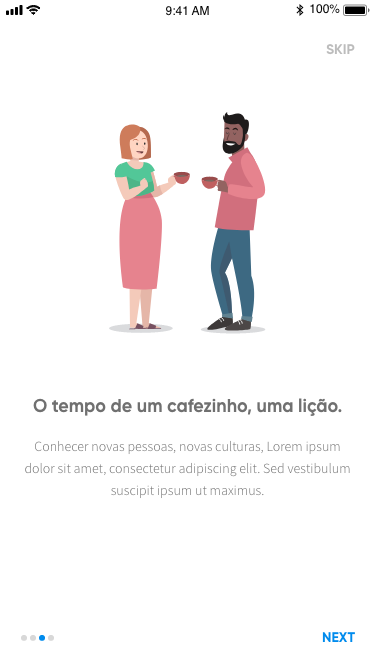 9:41 AM
100%
SKIP
O tempo de um cafezinho, uma lição.
Conhecer novas pessoas, novas culturas, Lorem ipsum
dolor sit amet, consectetur adipiscing elit. Sed vestibulum
suscipit ipsum ut maximus.
NEXT